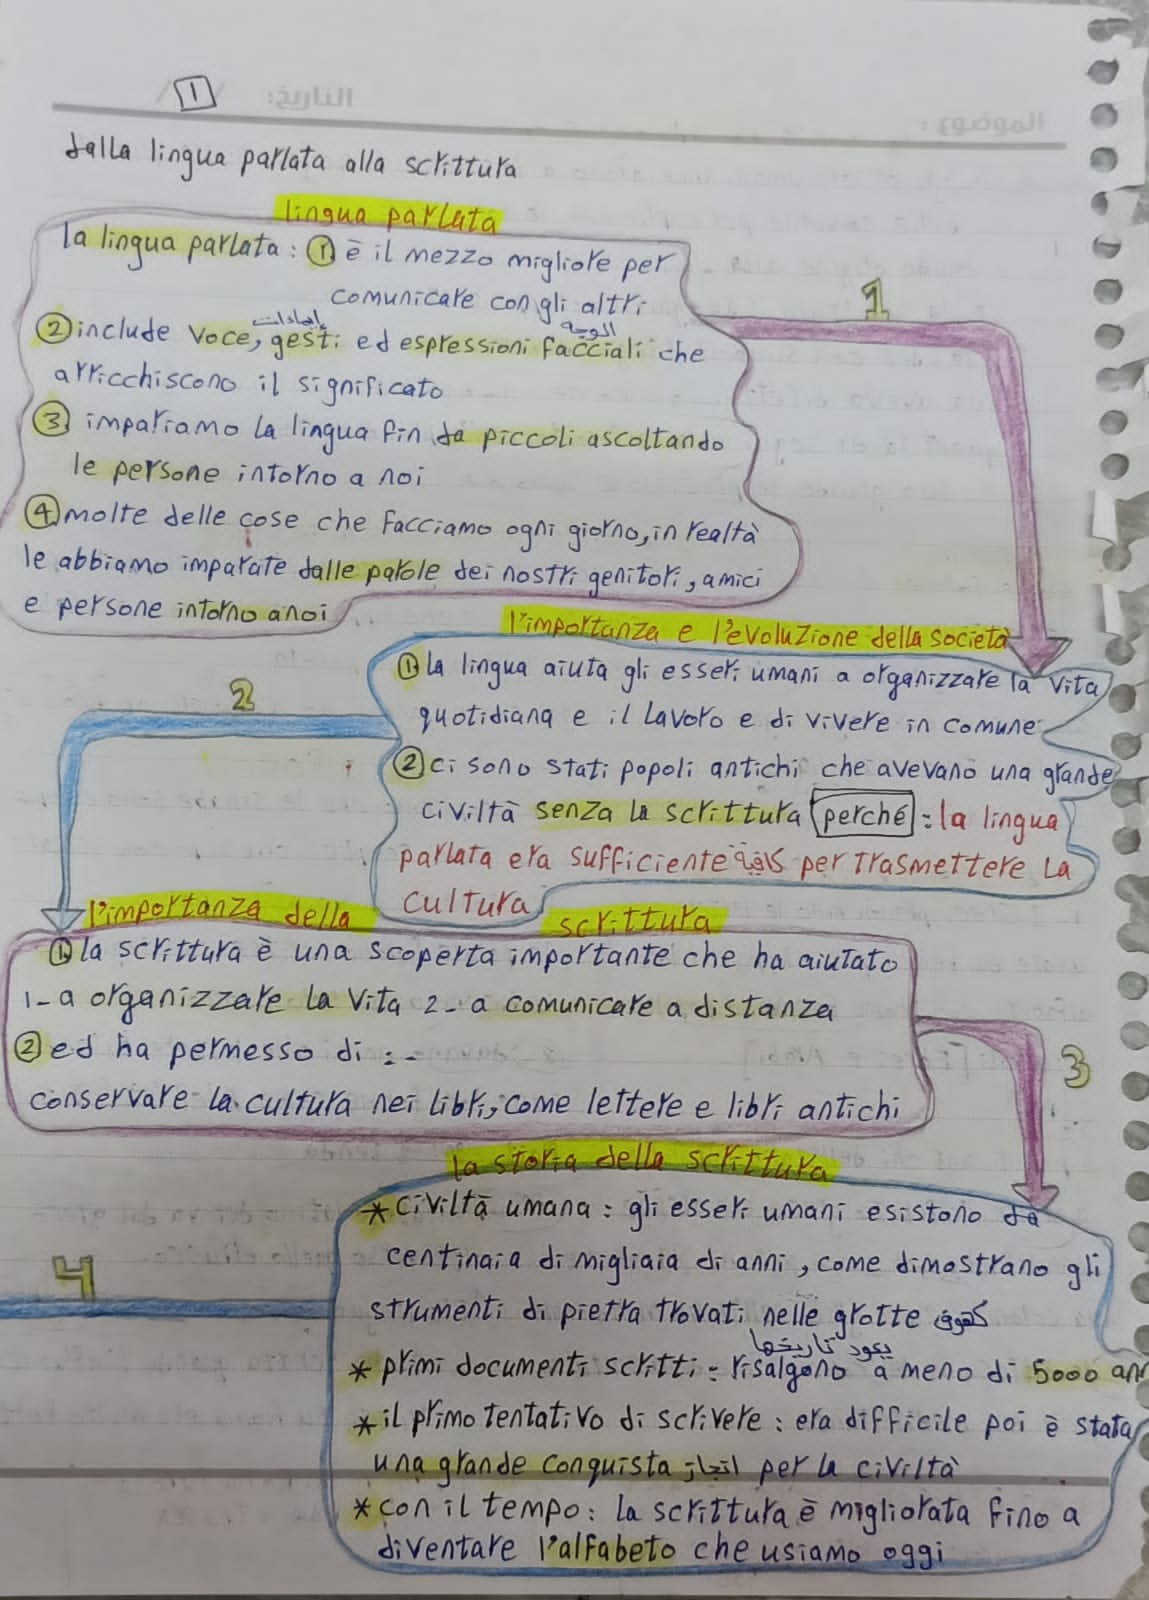 1
التاريخ:
الموضوع:
dalla lingua parlata alla scrittura
lingua parlata
la lingua parlata: ① è il mezzo migliore per
comunicare con gli altri
② include voce, gesti إيماءات ed espressioni facciali الوجه che
arricchiscono il significato
③ impariamo la lingua fin da piccoli ascoltando
le persone intorno a noi
④ molte delle cose che facciamo ogni giorno, in realtà
le abbiamo imparate dalle parole dei nostri genitori, amici
e persone intorno a noi
1
l'importanza e l'evoluzione della società
① la lingua aiuta gli esseri umani a organizzare la vita
quotidiana e il lavoro e di vivere in comune
② ci sono stati popoli antichi che avevano una grande
civiltà senza la scrittura perché: la lingua
parlata era sufficiente كافية per trasmettere la
cultura
2
l'importanza della scrittura
① la scrittura è una scoperta importante che ha aiutato
1- a organizzare la vita 2- a comunicare a distanza
② ed ha permesso di :-
conservare la cultura nei libri, come lettere e libri antichi
3
la storia della scrittura
* civiltà umana: gli esseri umani esistono da
centinaia di migliaia di anni, come dimostrano gli
strumenti di pietra trovati nelle grotte كهوف
يعود تاريخها
* primi documenti scritti: risalgono a meno di 5000 an
* il primo tentativo di scrivere: era difficile poi è stata
una grande conquista انجاز per la civiltà
* con il tempo: la scrittura è migliorata fino a
diventare l'alfabeto che usiamo oggi
4